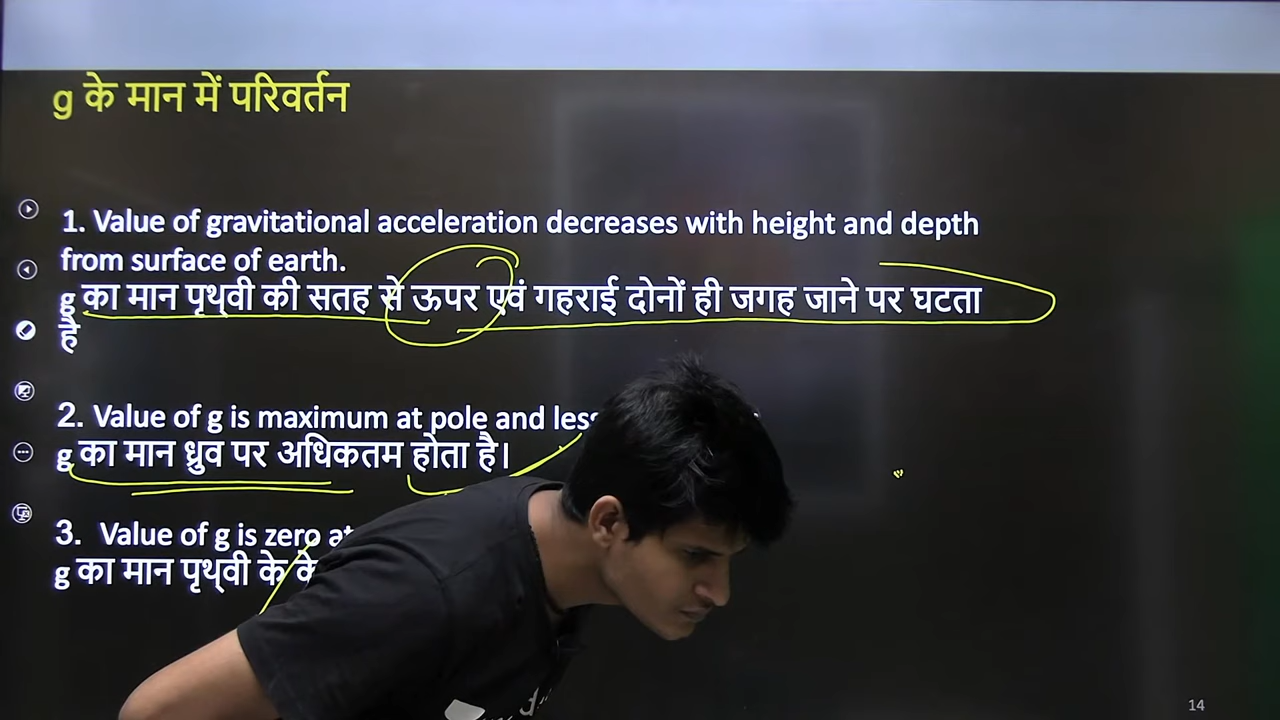 g के मान में परिवर्तन
1. Value of gravitational acceleration decreases with height and depth
from surface of earth.
g का मान पृथ्वी की सतह से ऊपर एवं गहराई दोनों ही जगह जाने पर घटता
है
2. Value of g is maximum at pole and less
g का मान ध्रुव पर अधिकतम होता है।
3. Value of g is zero at
g का मान पृथ्वी के
14